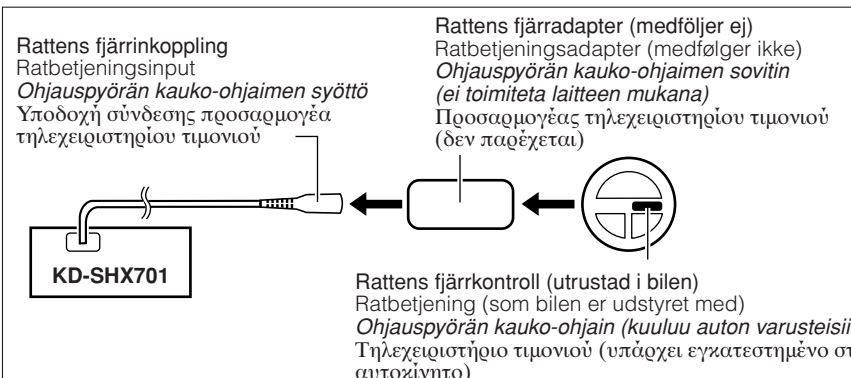 Rattens fjärrinkoppling
Ratbetjeningsinput
Ohjauspyörän kauko-ohjaimen syöttö
Υποδοχή σύνδεσης προσαρμογέα
τηλεχειριστηρίου τιμονιού
Rattens fjärradapter (medföljer ej)
Ratbetjeningsadapter (medfølger ikke)
Ohjauspyörän kauko-ohjaimen sovitin
(ei toimiteta laitteen mukana)
Προσαρμογέας τηλεχειριστηρίου τιμονιού
(δεν παρέχεται)
KD-SHX701
Rattens fjärrkontroll (utrustad i bilen)
Ratbetjening (som bilen er udstyret med)
Ohjauspyörän kauko-ohjain (kuuluu auton
Τηλεχειριστήριο τιμονιού (υπάρχει εγκατεστημένο
αυτοκίνητο)